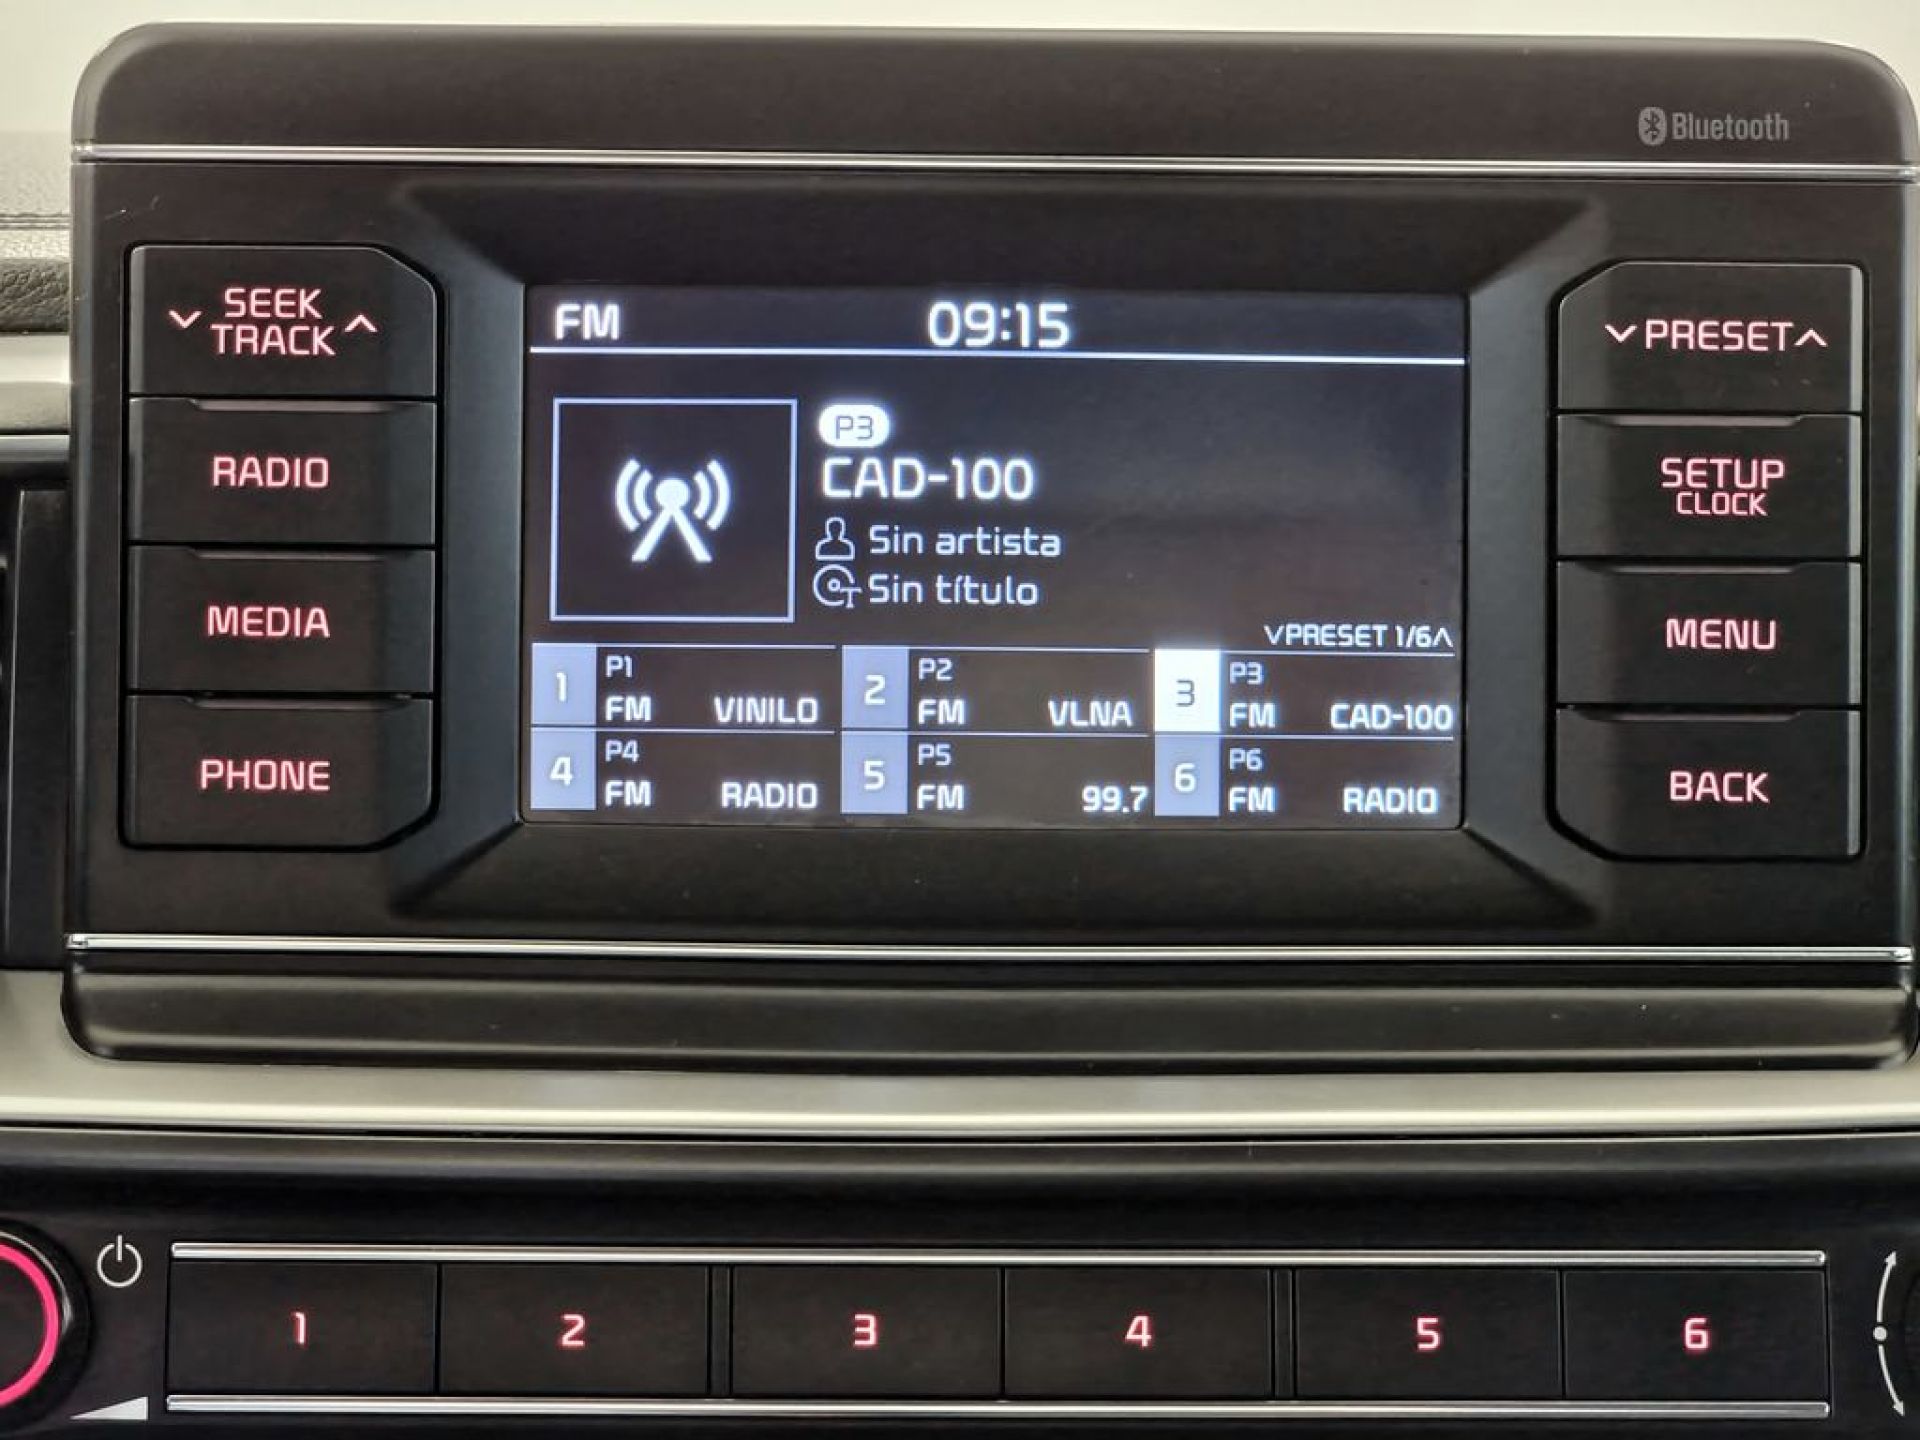 Bluetooth
SEEK
TRACK
RADIO
MEDIA
PHONE
FM 09:15
P3
CAD-100
Sin artista
Sin título
PRESET 1/6
1 P1 FM VINILO
2 P2 FM VLNA
3 P3 FM CAD-100
4 P4 FM RADIO
5 P5 FM 99.7
6 P6 FM RADIO
PRESET
SETUP
CLOCK
MENU
BACK
1 2 3 4 5 6